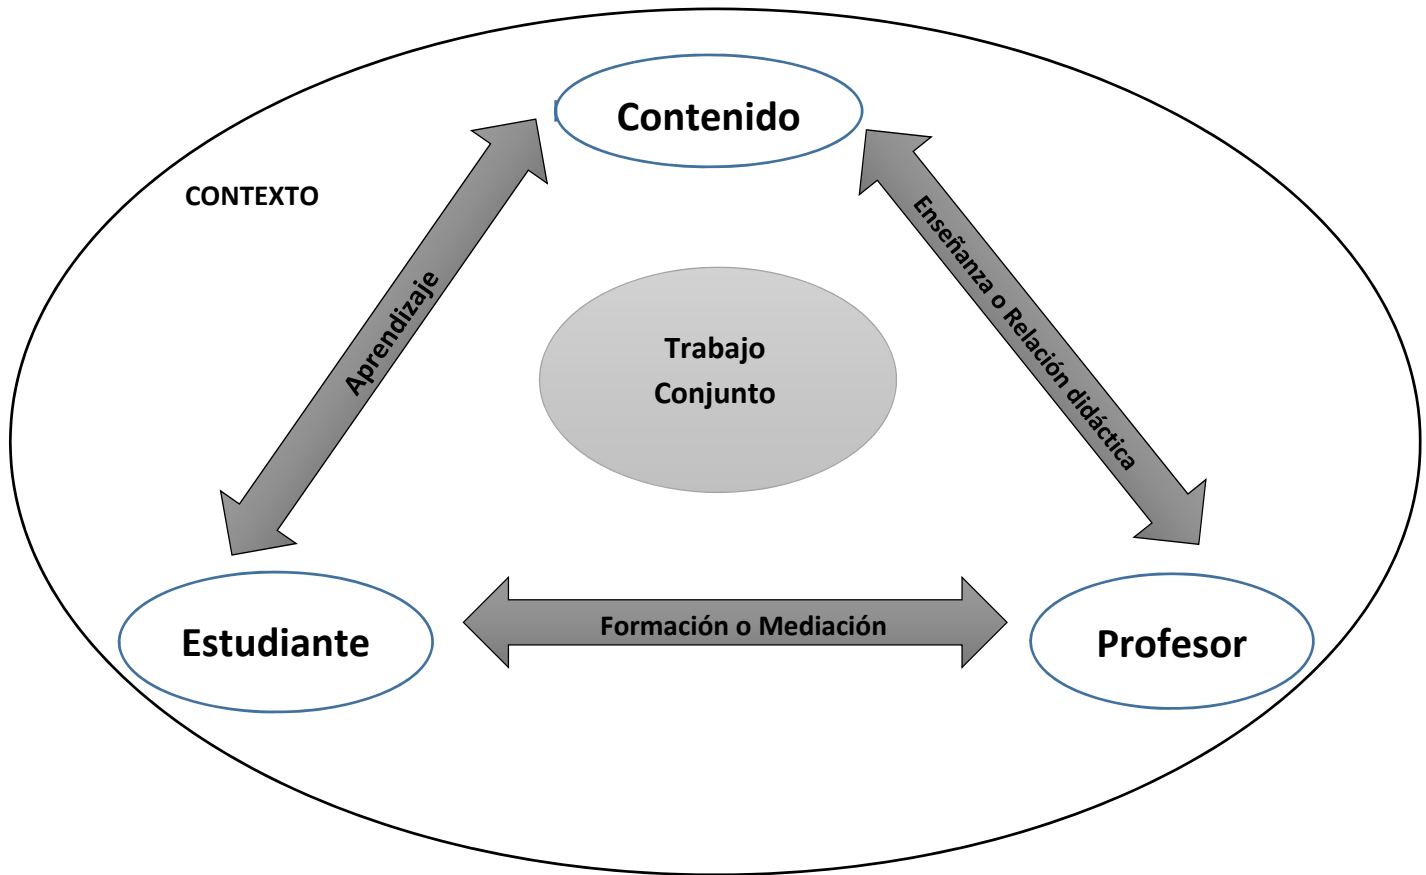 Contenido
CONTEXTO
Aprendizaje
Enseñanza o Relación didáctica
Trabajo
Conjunto
Estudiante
Formación o Mediación
Profesor